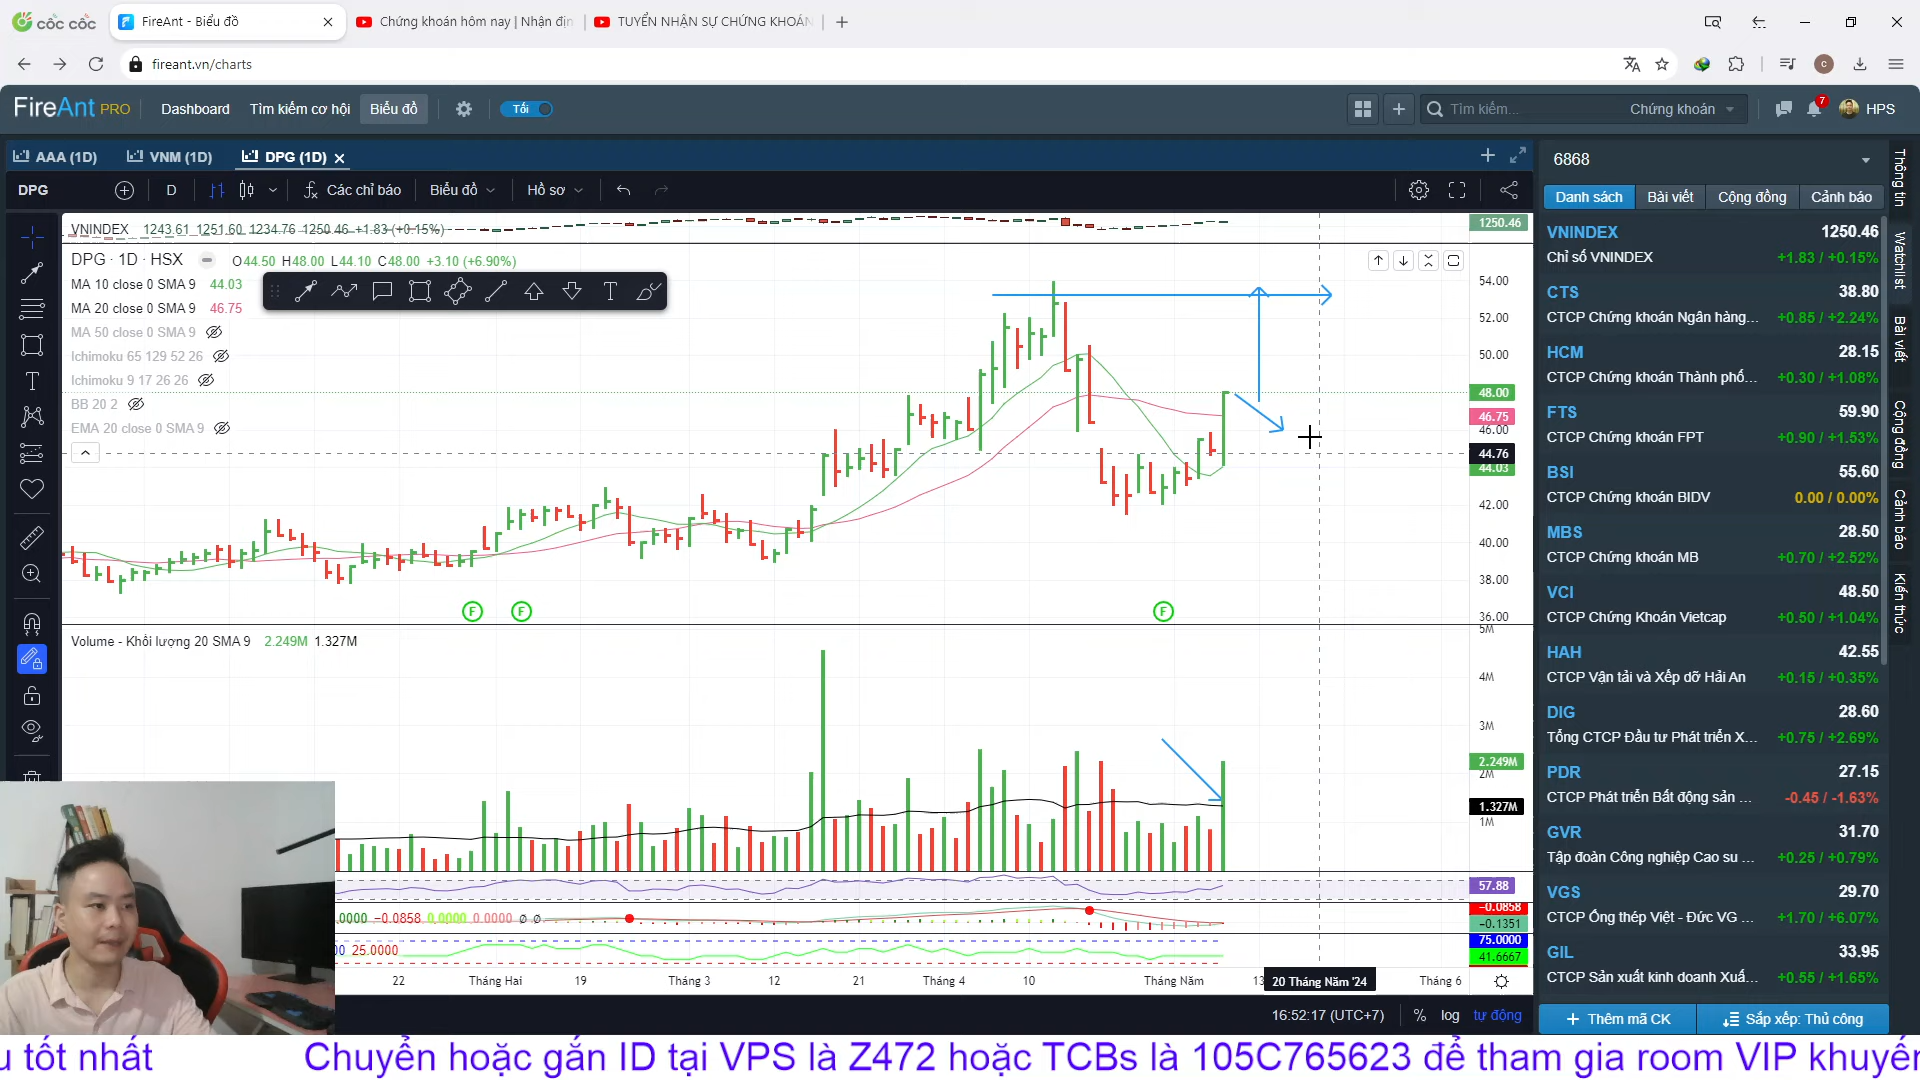 cốc cốc
FireAnt - Biểu đồ
Chứng khoán hôm nay | Nhận địn
TUYỂN NHẬN SỰ CHỨNG KHOÁN
fireant.vn/charts
FireAnt PRO
Dashboard
Tìm kiếm cơ hội
Biểu đồ
Tối
Tìm kiếm...
Chứng khoán
7
HPS
AAA (1D)
VNM (1D)
DPG (1D)
6868
DPG
D
Các chỉ báo
Biểu đồ
Hồ sơ
Danh sách
Bài viết
Cộng đồng
Cảnh báo
Thông tin
Watchlist
Bài viết
Cộng đồng
Cảnh báo
Kiến thức
VNINDEX 1243.61 1251.60 1234.76 1250.46 +1.83 (+0.15%)
1250.46
DPG · 1D · HSX
O44.50 H48.00 L44.10 C48.00 +3.10 (+6.90%)
MA 10 close 0 SMA 9 44.03
MA 20 close 0 SMA 9 46.75
MA 50 close 0 SMA 9
Ichimoku 65 129 52 26
Ichimoku 9 17 26 26
BB 20 2
EMA 20 close 0 SMA 9
54.00
52.00
50.00
48.00
46.75
46.00
44.76
44.03
42.00
40.00
38.00
36.00
F
F
F
Volume - Khối lượng 20 SMA 9 2.249M 1.327M
5M
4M
3M
2.249M
2M
1.327M
1M
57.88
0.0000 −0.0858 0.0000 0.0000 ø ø
−0.0858
−0.1351
00 25.0000
75.0000
41.6667
22
Tháng Hai
19
Tháng 3
12
21
Tháng 4
10
Tháng Năm
13
20 Tháng Năm '24
Tháng 6
16:52:17 (UTC+7)
%
log
tự động
VNINDEX 1250.46
Chỉ số VNINDEX +1.83 / +0.15%
CTS 38.80
CTCP Chứng khoán Ngân hàng... +0.85 / +2.24%
HCM 28.15
CTCP Chứng khoán Thành phố... +0.30 / +1.08%
FTS 59.90
CTCP Chứng khoán FPT +0.90 / +1.53%
BSI 55.60
CTCP Chứng khoán BIDV 0.00 / 0.00%
MBS 28.50
CTCP Chứng khoán MB +0.70 / +2.52%
VCI 48.50
CTCP Chứng Khoán Vietcap +0.50 / +1.04%
HAH 42.55
CTCP Vận tải và Xếp dỡ Hải An +0.15 / +0.35%
DIG 28.60
Tổng CTCP Đầu tư Phát triển X... +0.75 / +2.69%
PDR 27.15
CTCP Phát triển Bất động sản ... -0.45 / -1.63%
GVR 31.70
Tập đoàn Công nghiệp Cao su ... +0.25 / +0.79%
VGS 29.70
CTCP Ống thép Việt - Đức VG ... +1.70 / +6.07%
GIL 33.95
CTCP Sản xuất kinh doanh Xuấ... +0.55 / +1.65%
Thêm mã CK
Sắp xếp: Thủ công
u tốt nhất Chuyển hoặc gắn ID tại VPS là Z472 hoặc TCBs là 105C765623 để tham gia room VIP khuyến